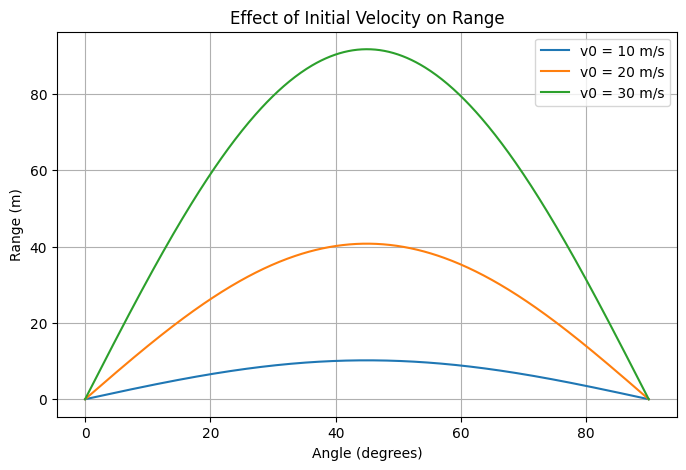 Effect of Initial Velocity on Range
v0 = 10 m/s
v0 = 20 m/s
v0 = 30 m/s
Range (m)
80
60
40
20
0
0 20 40 60 80
Angle (degrees)